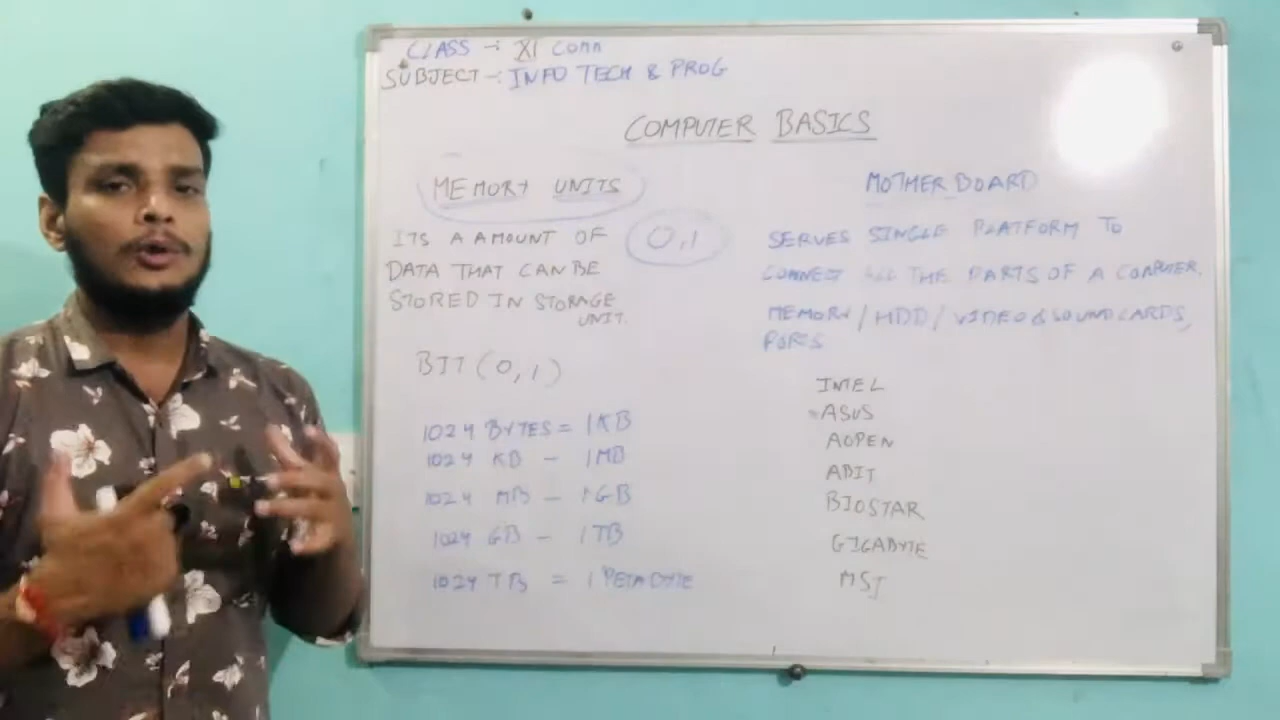 CLASS -: XI COMM
SUBJECT -: INFO TECH & PROG
COMPUTER BASICS
MEMORY UNITS
ITS A AMOUNT OF
DATA THAT CAN BE
STORED IN STORAGE
UNIT.
0,1
BIT (0,1)
1024 BYTES = 1KB
1024 KB - 1MB
1024 MB - 1GB
1024 GB - 1TB
1024 TB = 1 PETABYTE
MOTHER BOARD
SERVES SINGLE PLATFORM TO
CONNECT ALL THE PARTS OF A COMPUTER.
MEMORY / HDD / VIDEO & SOUND CARDS,
PORTS
INTEL
ASUS
AOPEN
ABIT
BIOSTAR
GIGABYTE
MSI